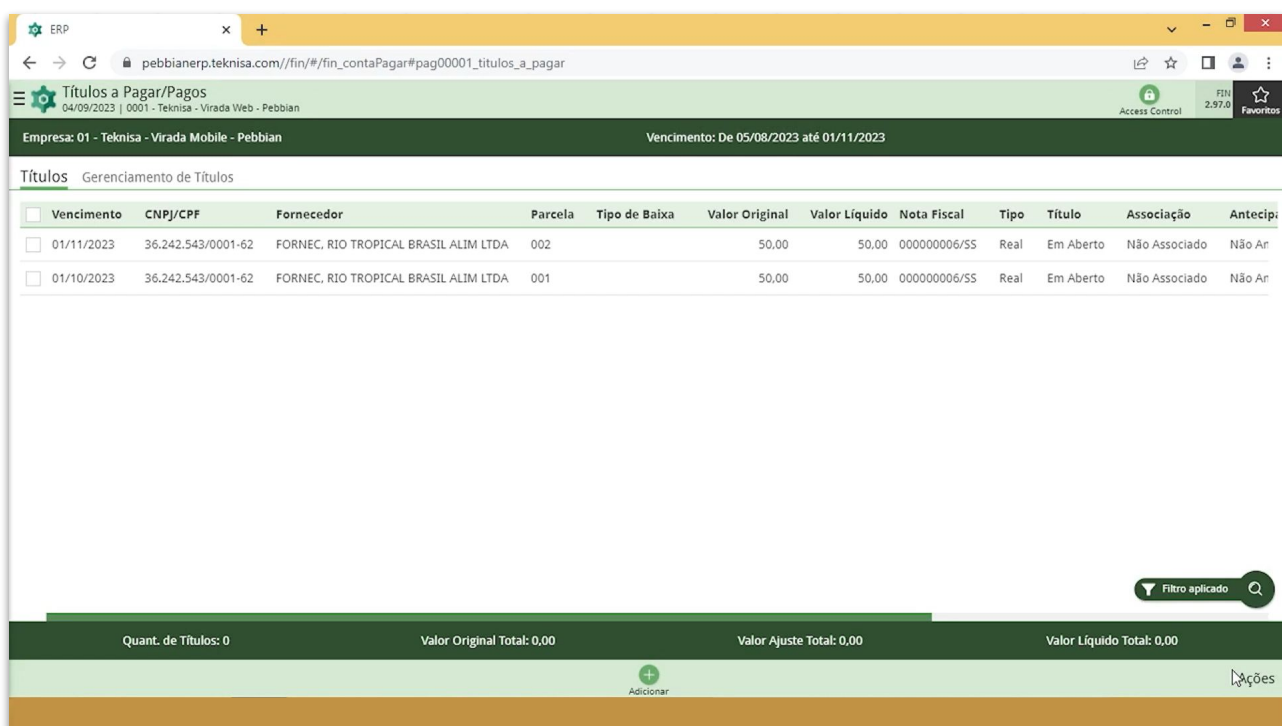 ERP
pebbianerp.teknisa.com//fin/#/fin_contaPagar#pag00001_titulos_a_pagar
Títulos a Pagar/Pagos
04/09/2023 | 0001 - Teknisa - Virada Web - Pebbian
Access Control
FIN
2.97.0
Favoritos
Empresa: 01 - Teknisa - Virada Mobile - Pebbian Vencimento: De 05/08/2023 até 01/11/2023
Títulos Gerenciamento de Títulos
Vencimento CNPJ/CPF Fornecedor Parcela Tipo de Baixa Valor Original Valor Líquido Nota Fiscal Tipo Título Associação Antecipa
01/11/2023 36.242.543/0001-62 FORNEC, RIO TROPICAL BRASIL ALIM LTDA 002 50,00 50,00 000000006/SS Real Em Aberto Não Associado Não An
01/10/2023 36.242.543/0001-62 FORNEC, RIO TROPICAL BRASIL ALIM LTDA 001 50,00 50,00 000000006/SS Real Em Aberto Não Associado Não An
Filtro aplicado
Quant. de Títulos: 0 Valor Original Total: 0,00 Valor Ajuste Total: 0,00 Valor Líquido Total: 0,00
Adicionar
Ações